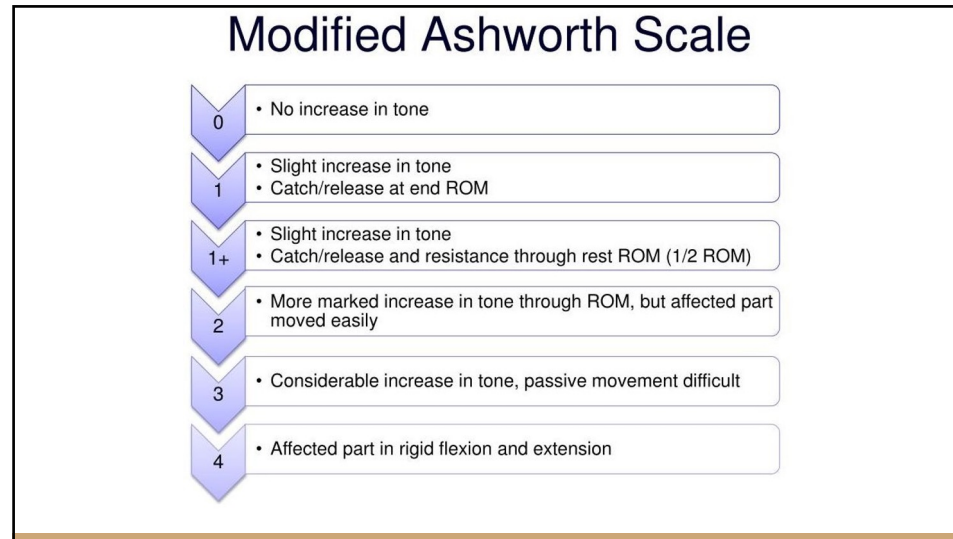 Modified Ashworth Scale
0
• No increase in tone
1
• Slight increase in tone
• Catch/release at end ROM
1+
• Slight increase in tone
• Catch/release and resistance through rest ROM (1/2 ROM)
2
• More marked increase in tone through ROM, but affected part
moved easily
3
• Considerable increase in tone, passive movement difficult
4
• Affected part in rigid flexion and extension